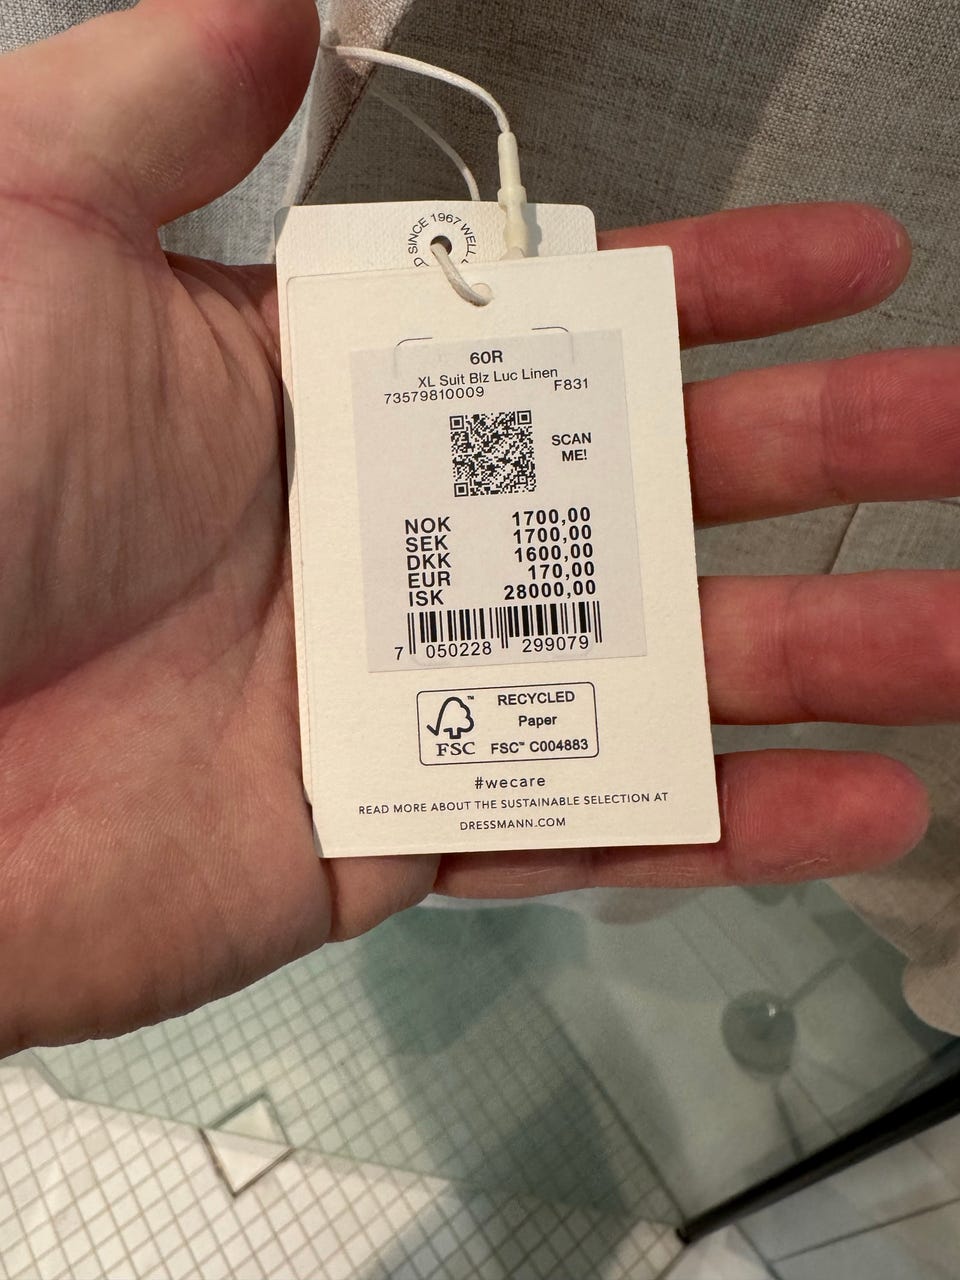 SINCE 1967 WELL
60R
XL Suit Blz Luc Linen
73579810009 F831
SCAN
ME!
NOK 1700,00
SEK 1700,00
DKK 1600,00
EUR 170,00
ISK 28000,00
7 050228 299079
RECYCLED
Paper
FSC™ FSC™ C004883
#wecare
READ MORE ABOUT THE SUSTAINABLE SELECTION AT
DRESSMANN.COM